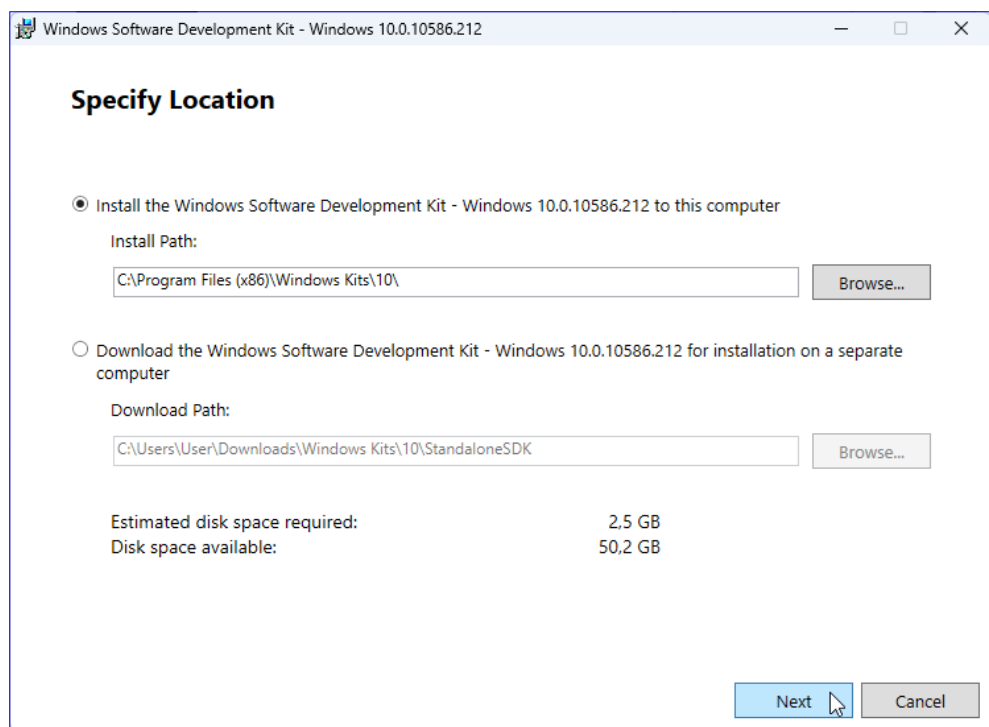 Windows Software Development Kit - Windows 10.0.10586.212
Specify Location
Install the Windows Software Development Kit - Windows 10.0.10586.212 to this computer
Install Path:
C:\Program Files (x86)\Windows Kits\10\
Browse...
Download the Windows Software Development Kit - Windows 10.0.10586.212 for installation on a separate
computer
Download Path:
C:\Users\User\Downloads\Windows Kits\10\StandaloneSDK
Browse...
Estimated disk space required: 2,5 GB
Disk space available: 50,2 GB
Next Cancel